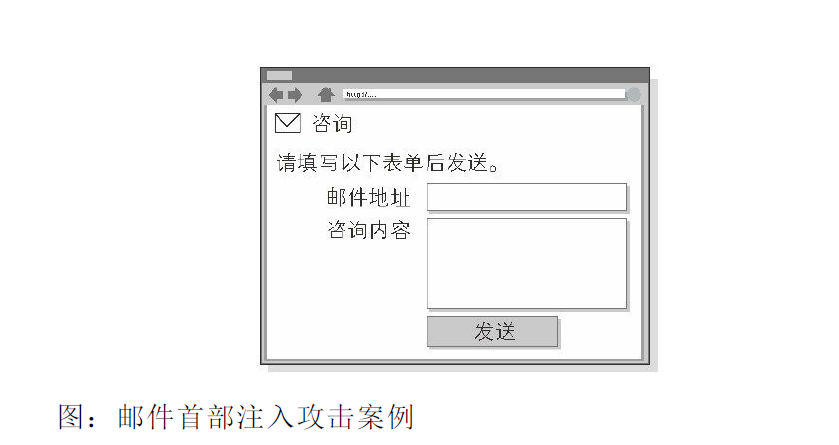 咨询
请填写以下表单后发送。
邮件地址
咨询内容
发送
图：邮件首部注入攻击案例